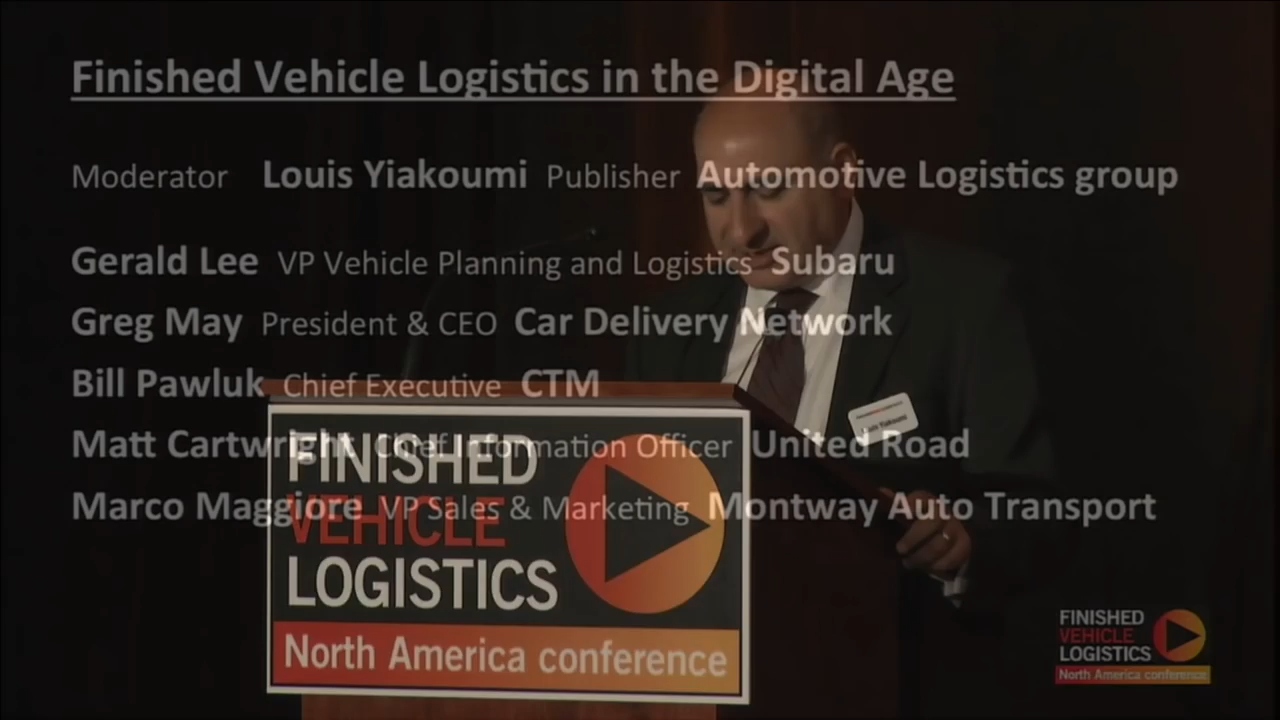 Finished Vehicle Logistics in the Digital Age
Moderator Louis Yiakoumi Publisher Automotive Logistics group
Gerald Lee VP Vehicle Planning and Logistics Subaru
Greg May President & CEO Car Delivery Network
Bill Pawluk Chief Executive CTM
Matt Cartwright Chief Information Officer United Road
Marco Maggiore VP Sales & Marketing Montway Auto Transport
FINISHED
VEHICLE
LOGISTICS
North America conference
Yiakoumi
FINISHED
VEHICLE
LOGISTICS
North America conference